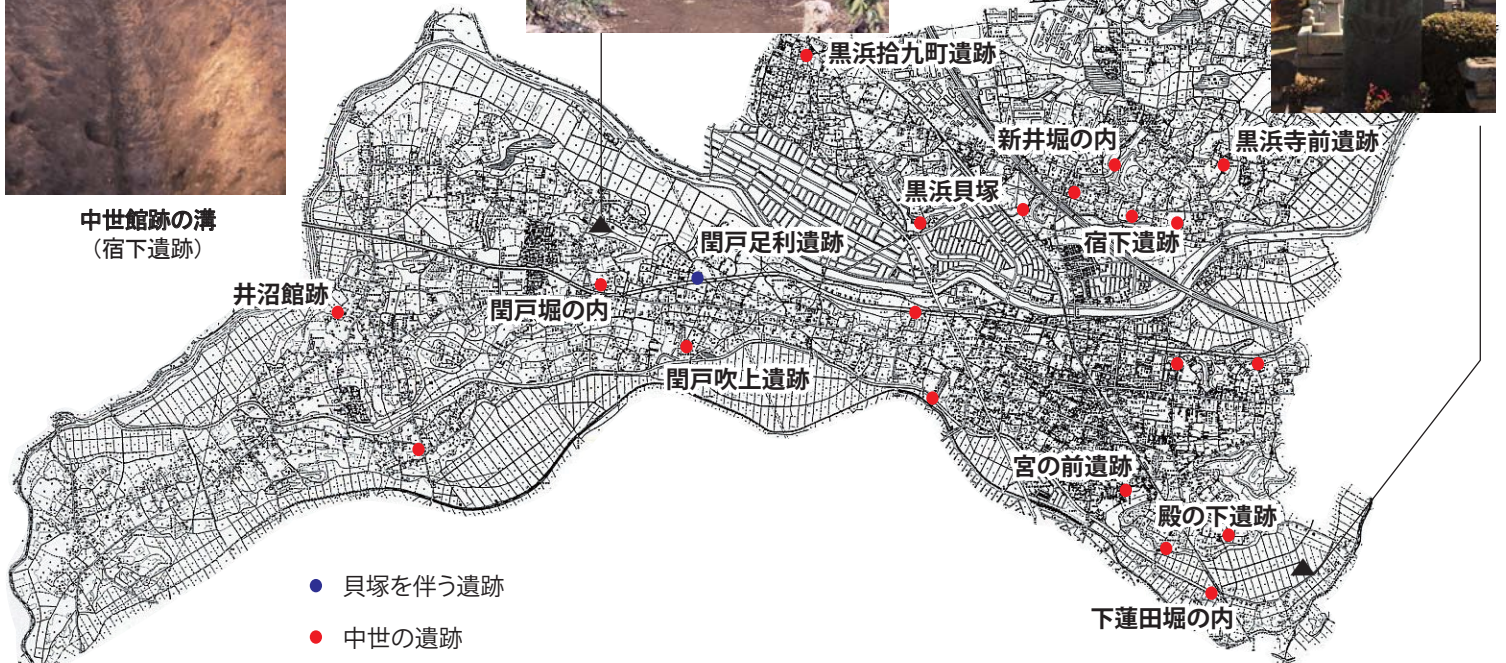 黒浜拾九町遺跡
新井堀の内
黒浜寺前遺跡
黒浜貝塚
中世館跡の溝
(宿下遺跡)
閏戸足利遺跡
宿下遺跡
井沼館跡
閏戸堀の内
閏戸吹上遺跡
宮の前遺跡
殿の下遺跡
貝塚を伴う遺跡
下蓮田堀の内
中世の遺跡